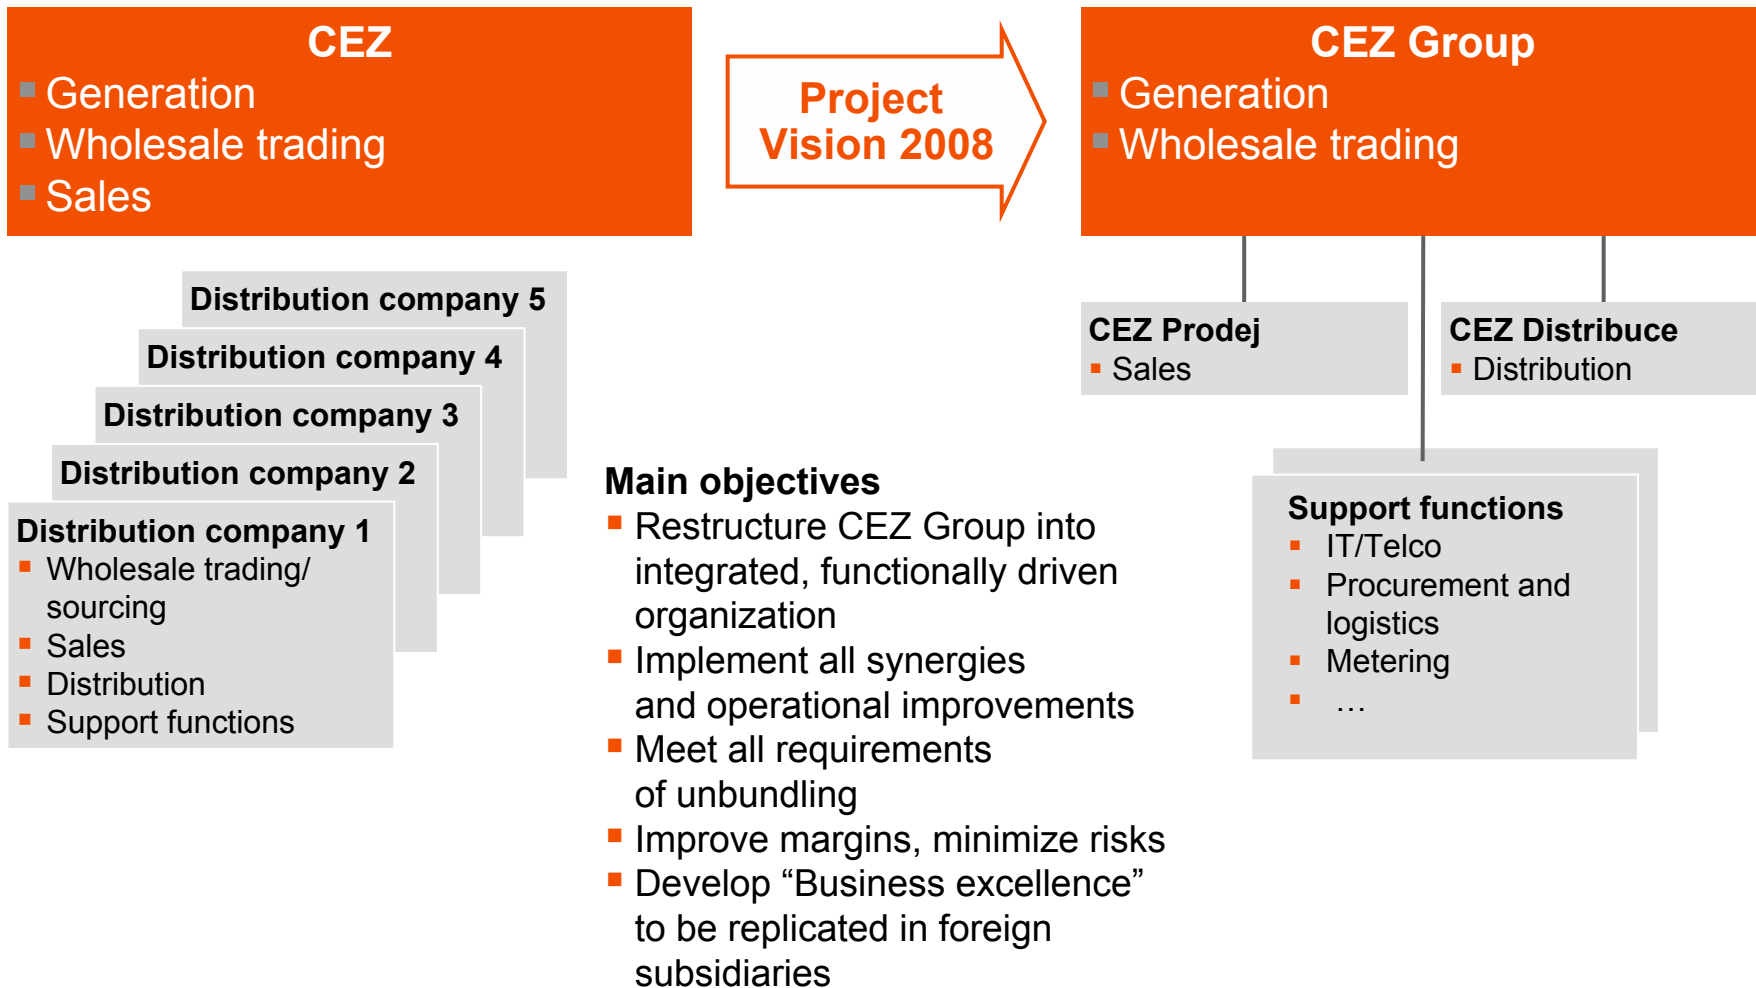 CEZ
Generation
Wholesale trading
Sales
Project
Vision 2008
CEZ Group
Generation
Wholesale trading
Distribution company 5
Distribution company 4
Distribution company 3
Distribution company 2
Distribution company 1
Wholesale trading/
sourcing
Sales
Distribution
Support functions
Main objectives
Restructure CEZ Group into
integrated, functionally driven
organization
Implement all synergies
and operational improvements
Meet all requirements
of unbundling
Improve margins, minimize risks
Develop “Business excellence”
to be replicated in foreign
subsidiaries
CEZ Prodej
Sales
CEZ Distribuce
Distribution
Support functions
IT/Telco
Procurement and
logistics
Metering
…